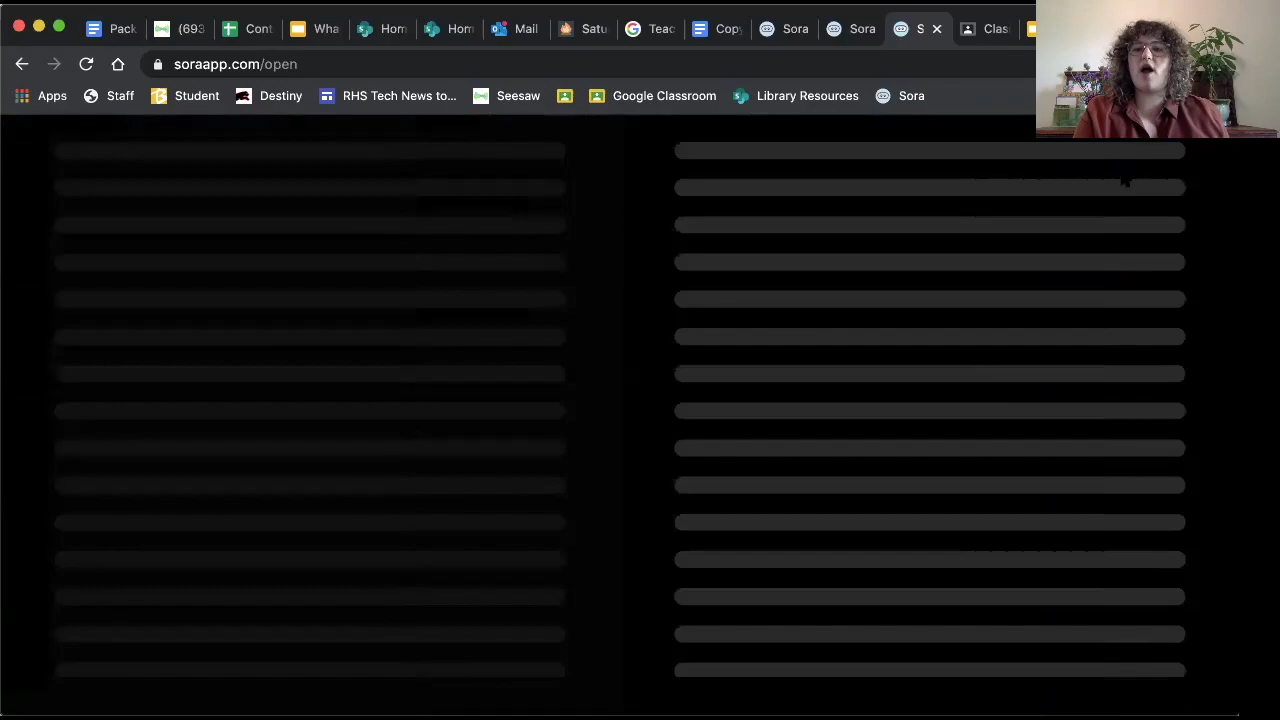 Pack (693 Cont Wha Hom Hom Mail Satu Teac Copy Sora Sora S Clas
soraapp.com/open
Apps Staff Student Destiny RHS Tech News to... Seesaw Google Classroom Library Resources Sora